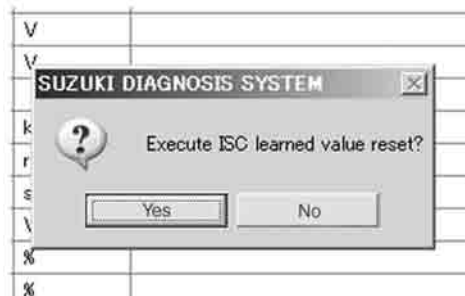 V
V
SUZUKI DIAGNOSIS SYSTEM
k
?
Execute ISC learned value reset?
r
s
Yes
No
V
%
%